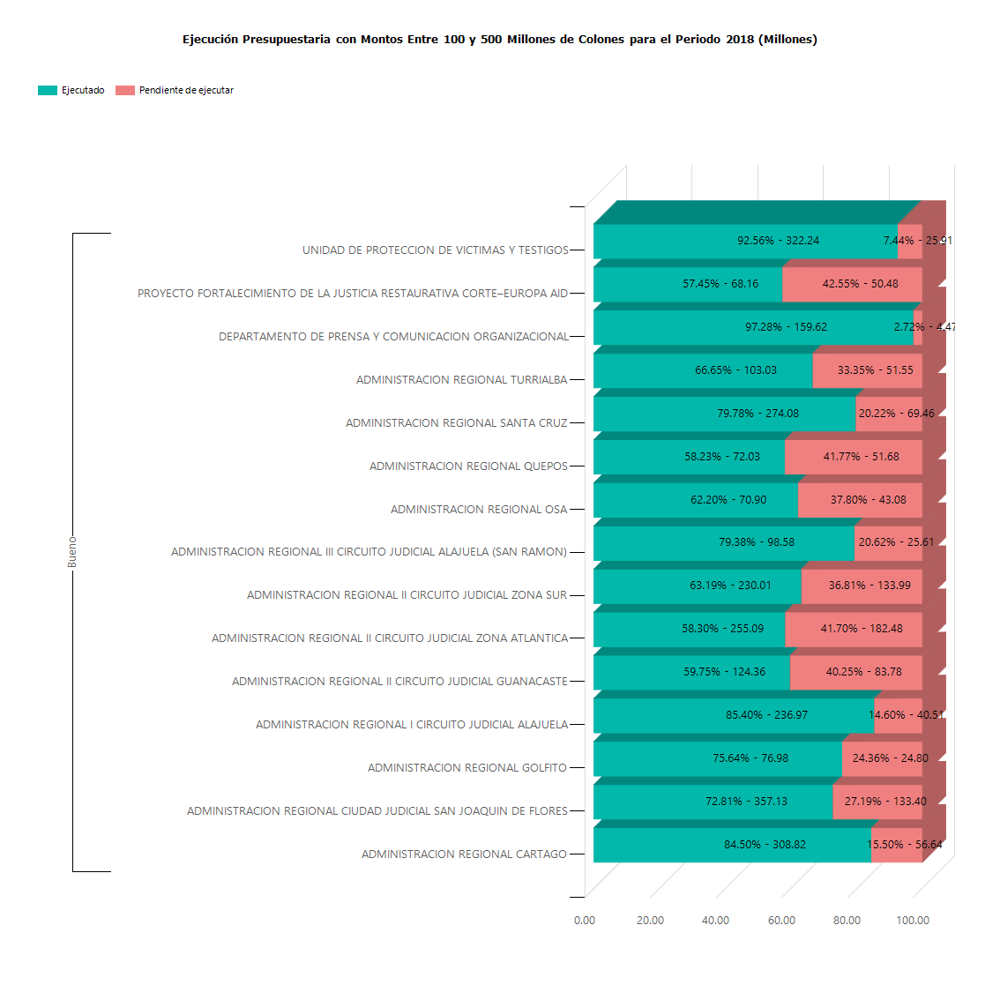 Ejecución Presupuestaria con Montos Entre 100 y 500 Millones de Colones para el Periodo 2018 (Millones)
Ejecutado
Pendiente de ejecutar
Bueno
UNIDAD DE PROTECCION DE VICTIMAS Y TESTIGOS 92.56% - 322.24 7.44% - 25.91
PROYECTO FORTALECIMIENTO DE LA JUSTICIA RESTAURATIVA CORTE–EUROPA AID 57.45% - 68.16 42.55% - 50.48
DEPARTAMENTO DE PRENSA Y COMUNICACION ORGANIZACIONAL 97.28% - 159.62 2.72% - 4.47
ADMINISTRACION REGIONAL TURRIALBA 66.65% - 103.03 33.35% - 51.55
ADMINISTRACION REGIONAL SANTA CRUZ 79.78% - 274.08 20.22% - 69.46
ADMINISTRACION REGIONAL QUEPOS 58.23% - 72.03 41.77% - 51.68
ADMINISTRACION REGIONAL OSA 62.20% - 70.90 37.80% - 43.08
ADMINISTRACION REGIONAL III CIRCUITO JUDICIAL ALAJUELA (SAN RAMON) 79.38% - 98.58 20.62% - 25.61
ADMINISTRACION REGIONAL II CIRCUITO JUDICIAL ZONA SUR 63.19% - 230.01 36.81% - 133.99
ADMINISTRACION REGIONAL II CIRCUITO JUDICIAL ZONA ATLANTICA 58.30% - 255.09 41.70% - 182.48
ADMINISTRACION REGIONAL II CIRCUITO JUDICIAL GUANACASTE 59.75% - 124.36 40.25% - 83.78
ADMINISTRACION REGIONAL I CIRCUITO JUDICIAL ALAJUELA 85.40% - 236.97 14.60% - 40.51
ADMINISTRACION REGIONAL GOLFITO 75.64% - 76.98 24.36% - 24.80
ADMINISTRACION REGIONAL CIUDAD JUDICIAL SAN JOAQUIN DE FLORES 72.81% - 357.13 27.19% - 133.40
ADMINISTRACION REGIONAL CARTAGO 84.50% - 308.82 15.50% - 56.64
0.00 20.00 40.00 60.00 80.00 100.00